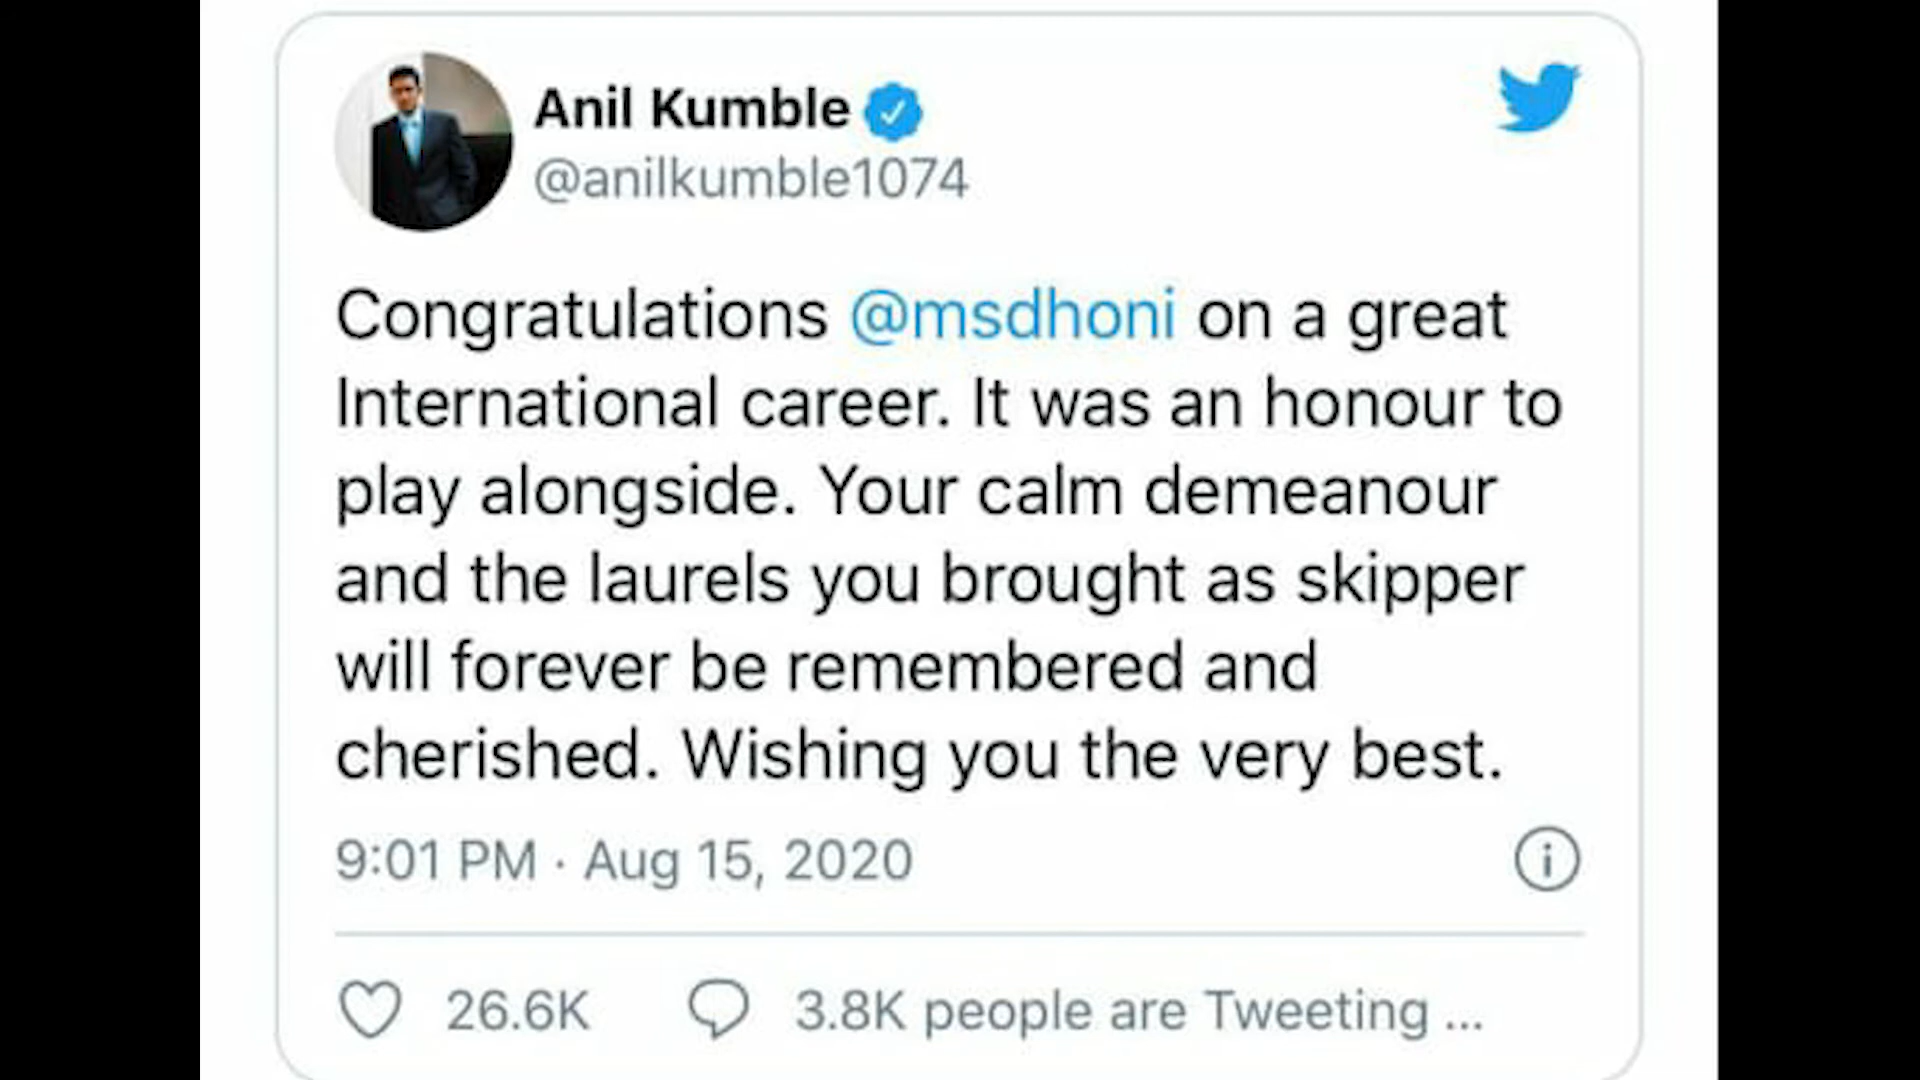 Anil Kumble
@anilkumble1074
Congratulations @msdhoni on a great
International career. It was an honour to
play alongside. Your calm demeanour
and the laurels you brought as skipper
will forever be remembered and
cherished. Wishing you the very best.
9:01 PM · Aug 15, 2020
26.6K 3.8K people are Tweeting ...